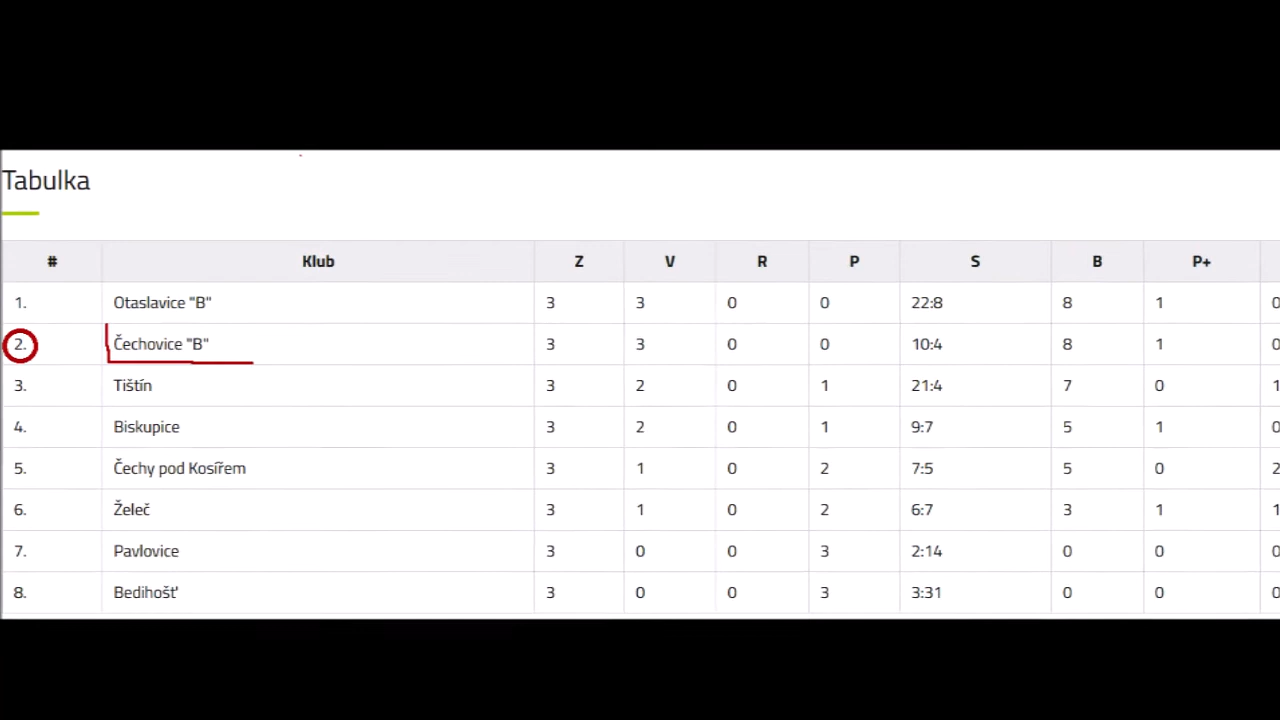 Tabulka
# Klub Z V R P S B P+
1. Otaslavice "B" 3 3 0 0 22:8 8 1 0
2. Čechovice "B" 3 3 0 0 10:4 8 1 0
3. Tištín 3 2 0 1 21:4 7 0 1
4. Biskupice 3 2 0 1 9:7 5 1 0
5. Čechy pod Kosířem 3 1 0 2 7:5 5 0 2
6. Želeč 3 1 0 2 6:7 3 1 1
7. Pavlovice 3 0 0 3 2:14 0 0 0
8. Bedihošť 3 0 0 3 3:31 0 0 0